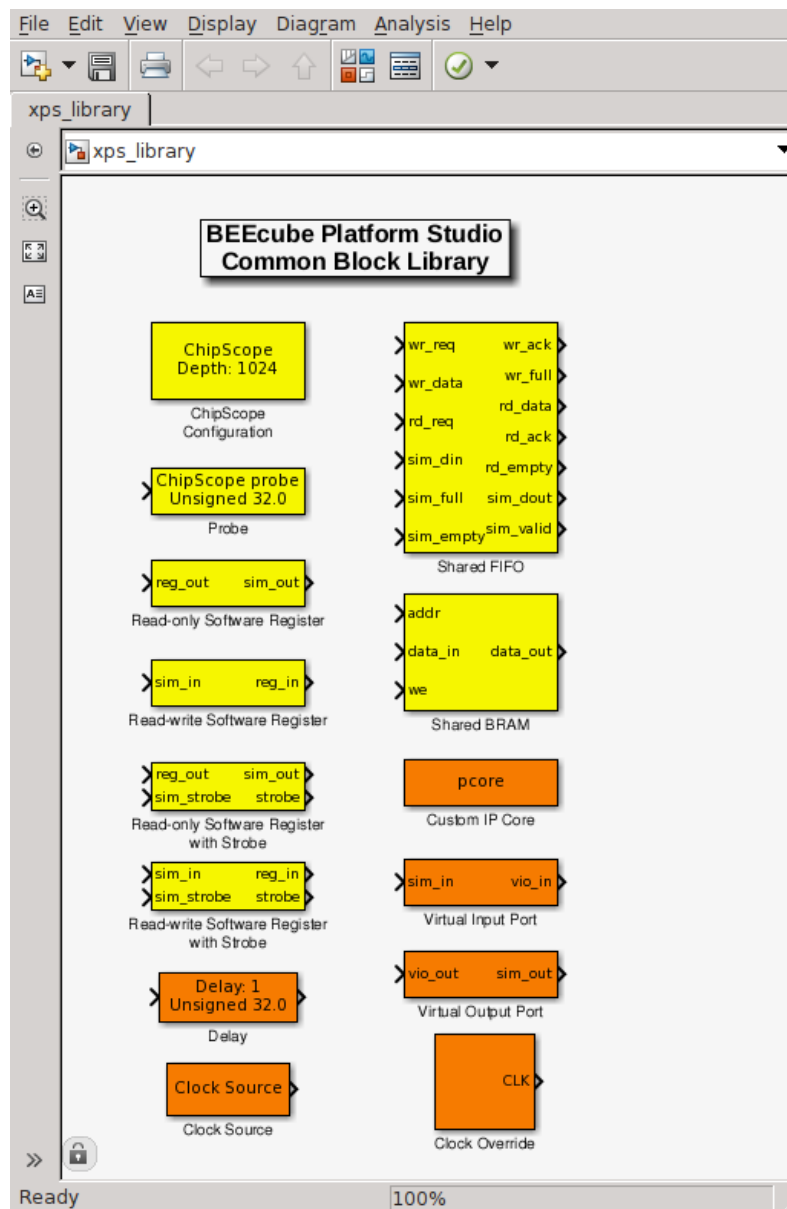 File Edit View Display Diagram Analysis Help
xps_library
xps_library
BEEcube Platform Studio
Common Block Library
ChipScope
Depth: 1024
ChipScope
Configuration
ChipScope probe
Unsigned 32.0
Probe
reg_out sim_out
Read-only Software Register
sim_in reg_in
Read-write Software Register
reg_out sim_out
sim_strobe strobe
Read-only Software Register
with Strobe
sim_in reg_in
sim_strobe strobe
Read-write Software Register
with Strobe
Delay: 1
Unsigned 32.0
Delay
Clock Source
Clock Source
wr_req wr_ack
wr_data wr_full
rd_req rd_data
rd_ack
sim_din rd_empty
sim_full sim_dout
sim_empty sim_valid
Shared FIFO
addr
data_in data_out
we
Shared BRAM
pcore
Custom IP Core
sim_in vio_in
Virtual Input Port
vio_out sim_out
Virtual Output Port
CLK
Clock Override
Ready 100%